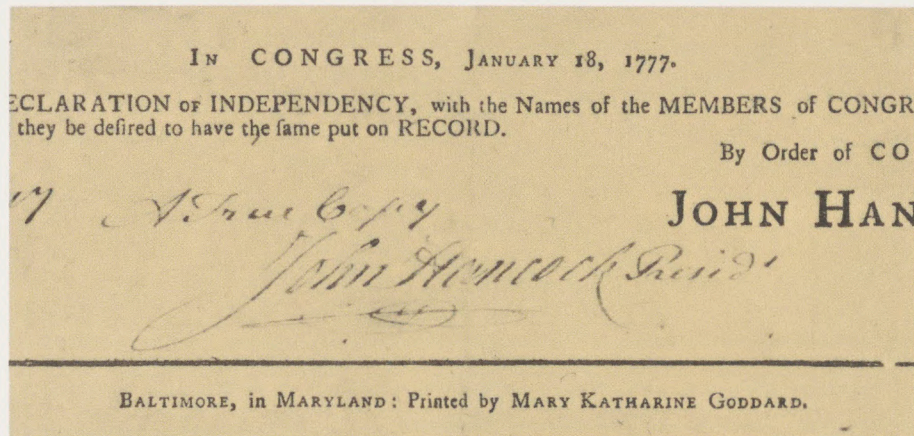 IN CONGRESS, JANUARY 18, 1777.
ECLARATION OF INDEPENDENCY, with the Names of the MEMBERS of CONGR
they be deſired to have the ſame put on RECORD.
By Order of CO
JOHN HAN
A True Copy
John Hancock Presidt
BALTIMORE, in MARYLAND: Printed by MARY KATHARINE GODDARD.